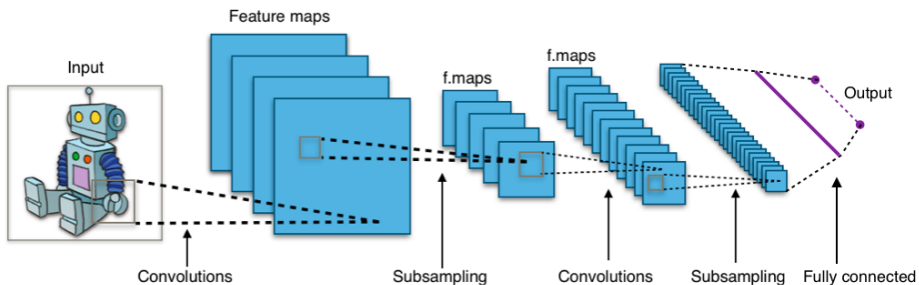 Feature maps
Input
f.maps
f.maps
Output
Convolutions
Subsampling
Convolutions
Subsampling
Fully connected